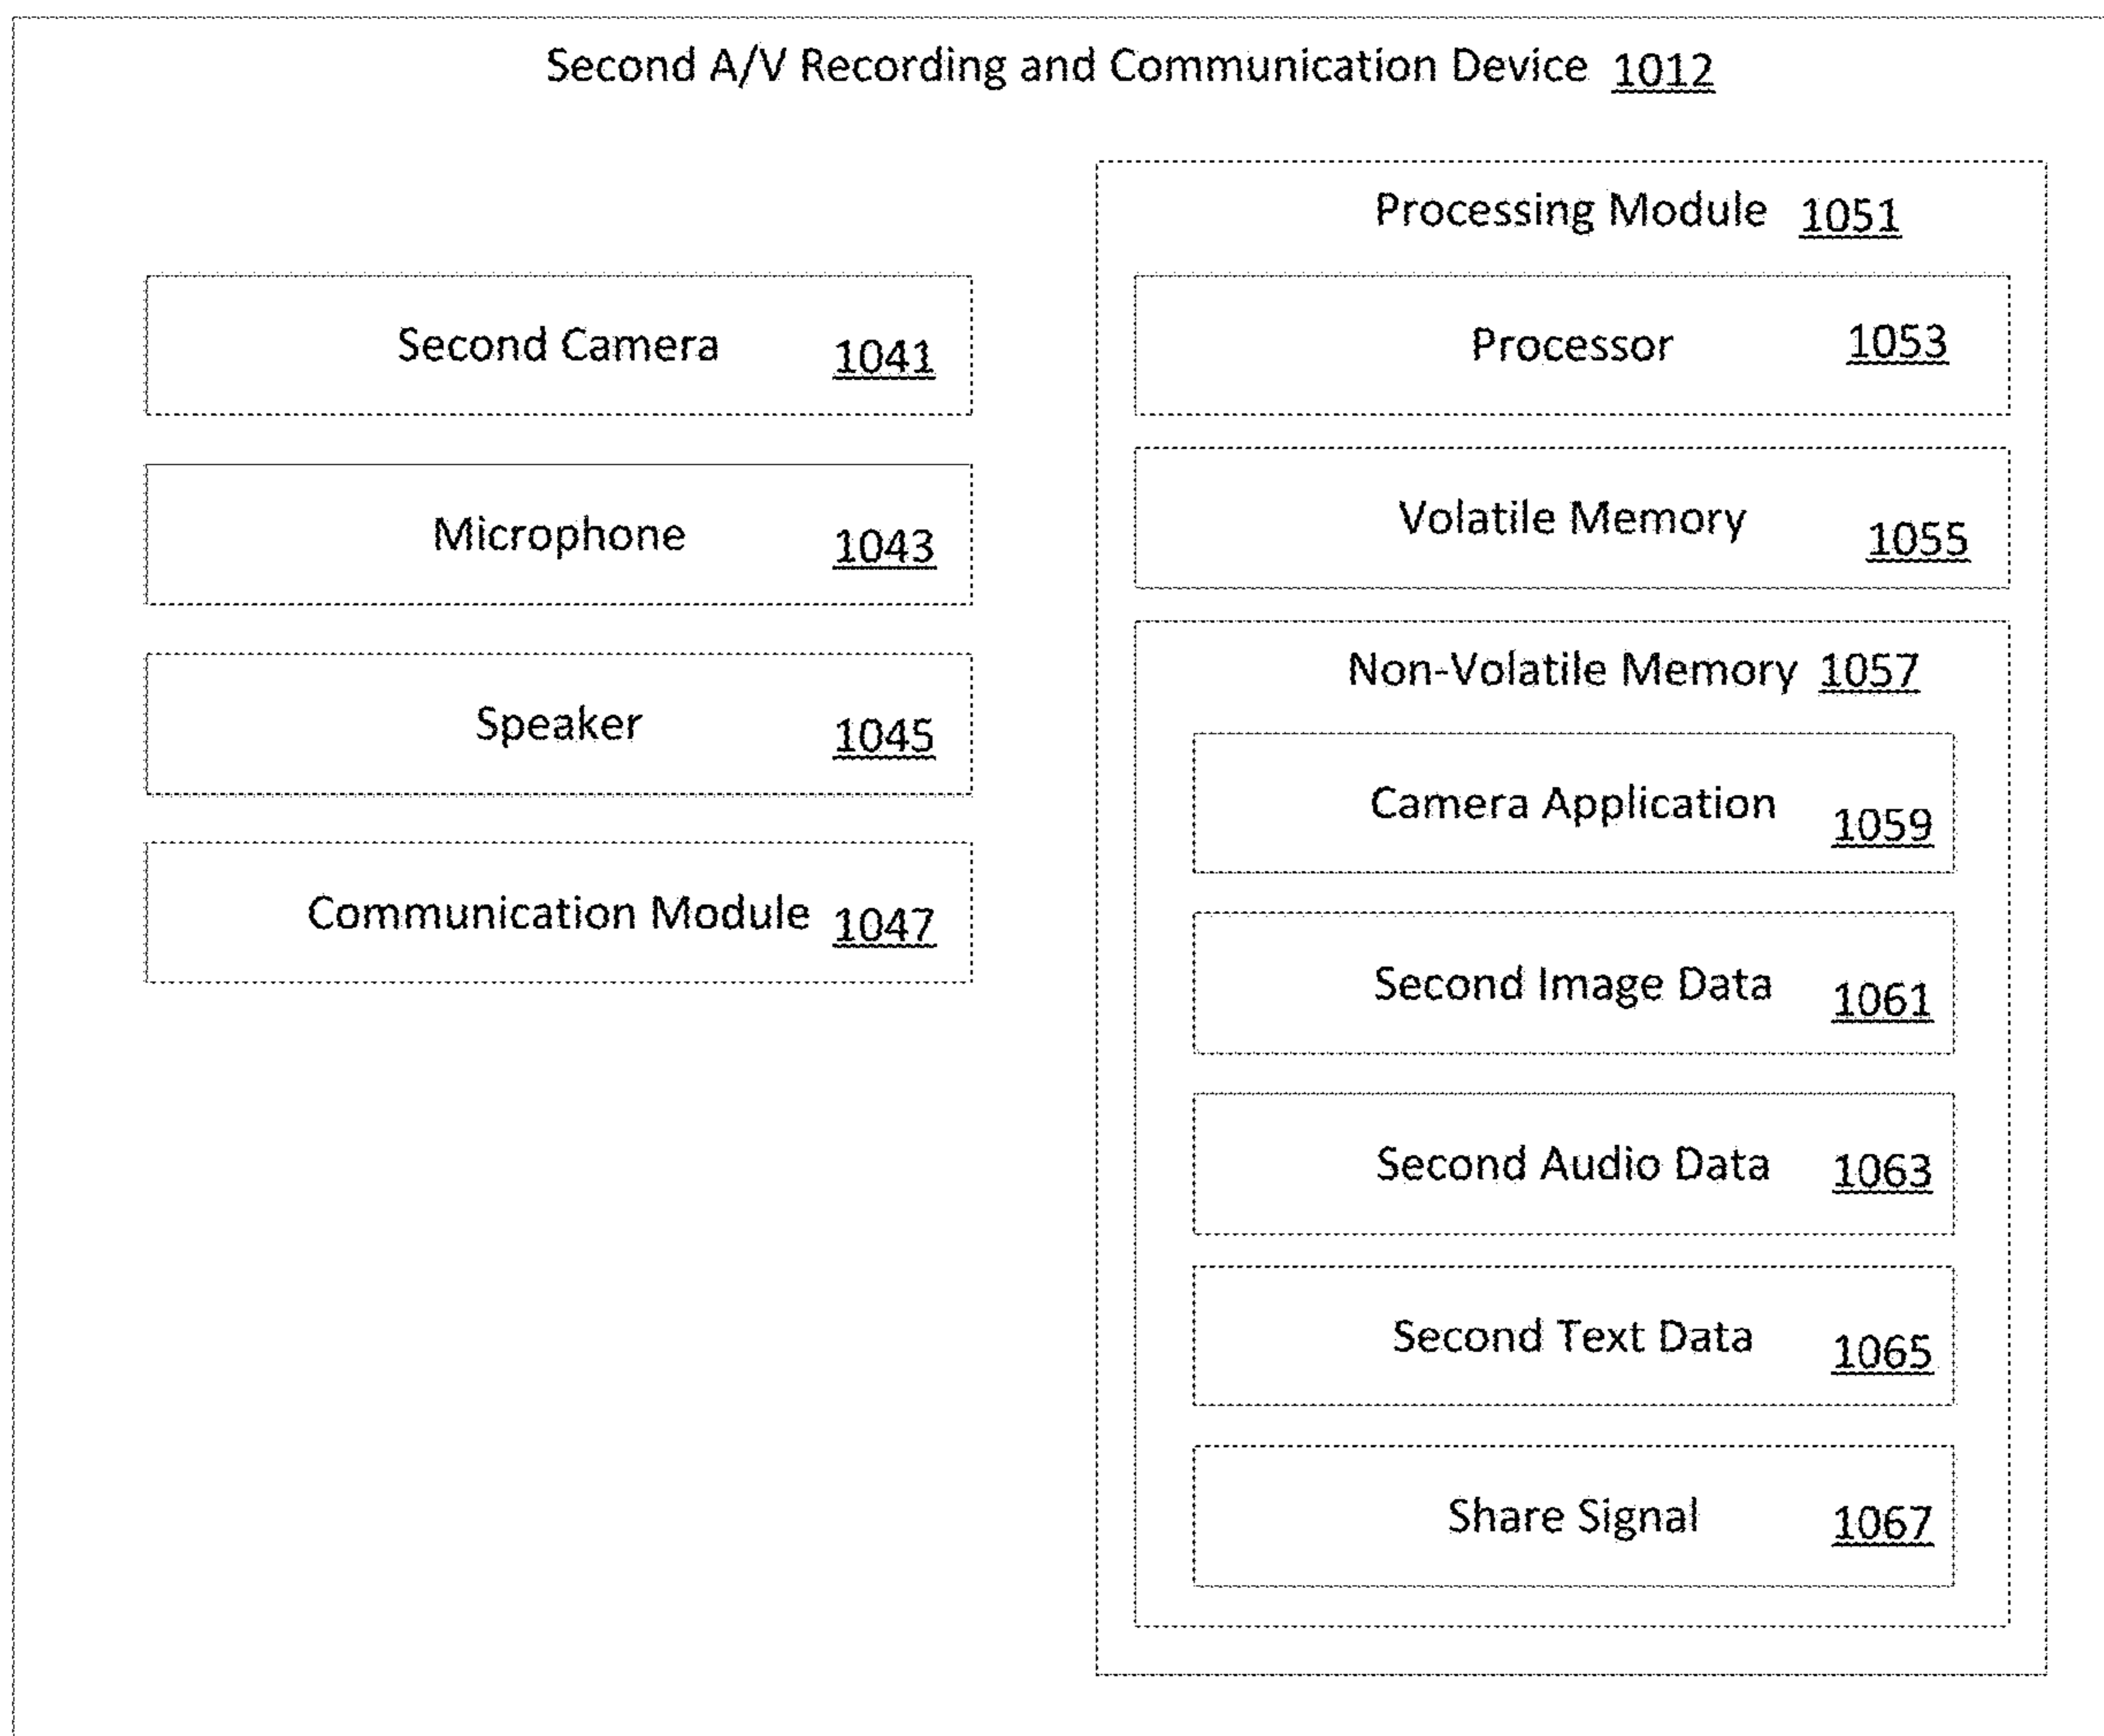 Second A/V Recording and Communication Device 1012
Second Camera 1041
Microphone 1043
Speaker 1045
Communication Module 1047
Processing Module 1051
Processor 1053
Volatile Memory 1055
Non-Volatile Memory 1057
Camera Application 1059
Second Image Data 1061
Second Audio Data 1063
Second Text Data 1065
Share Signal 1067